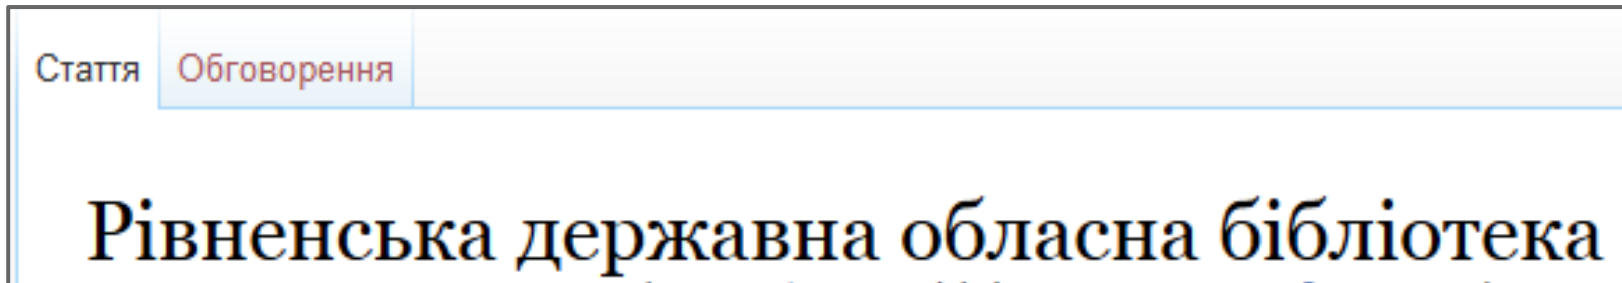 Стаття Обговорення
Рівненська державна обласна бібліотека